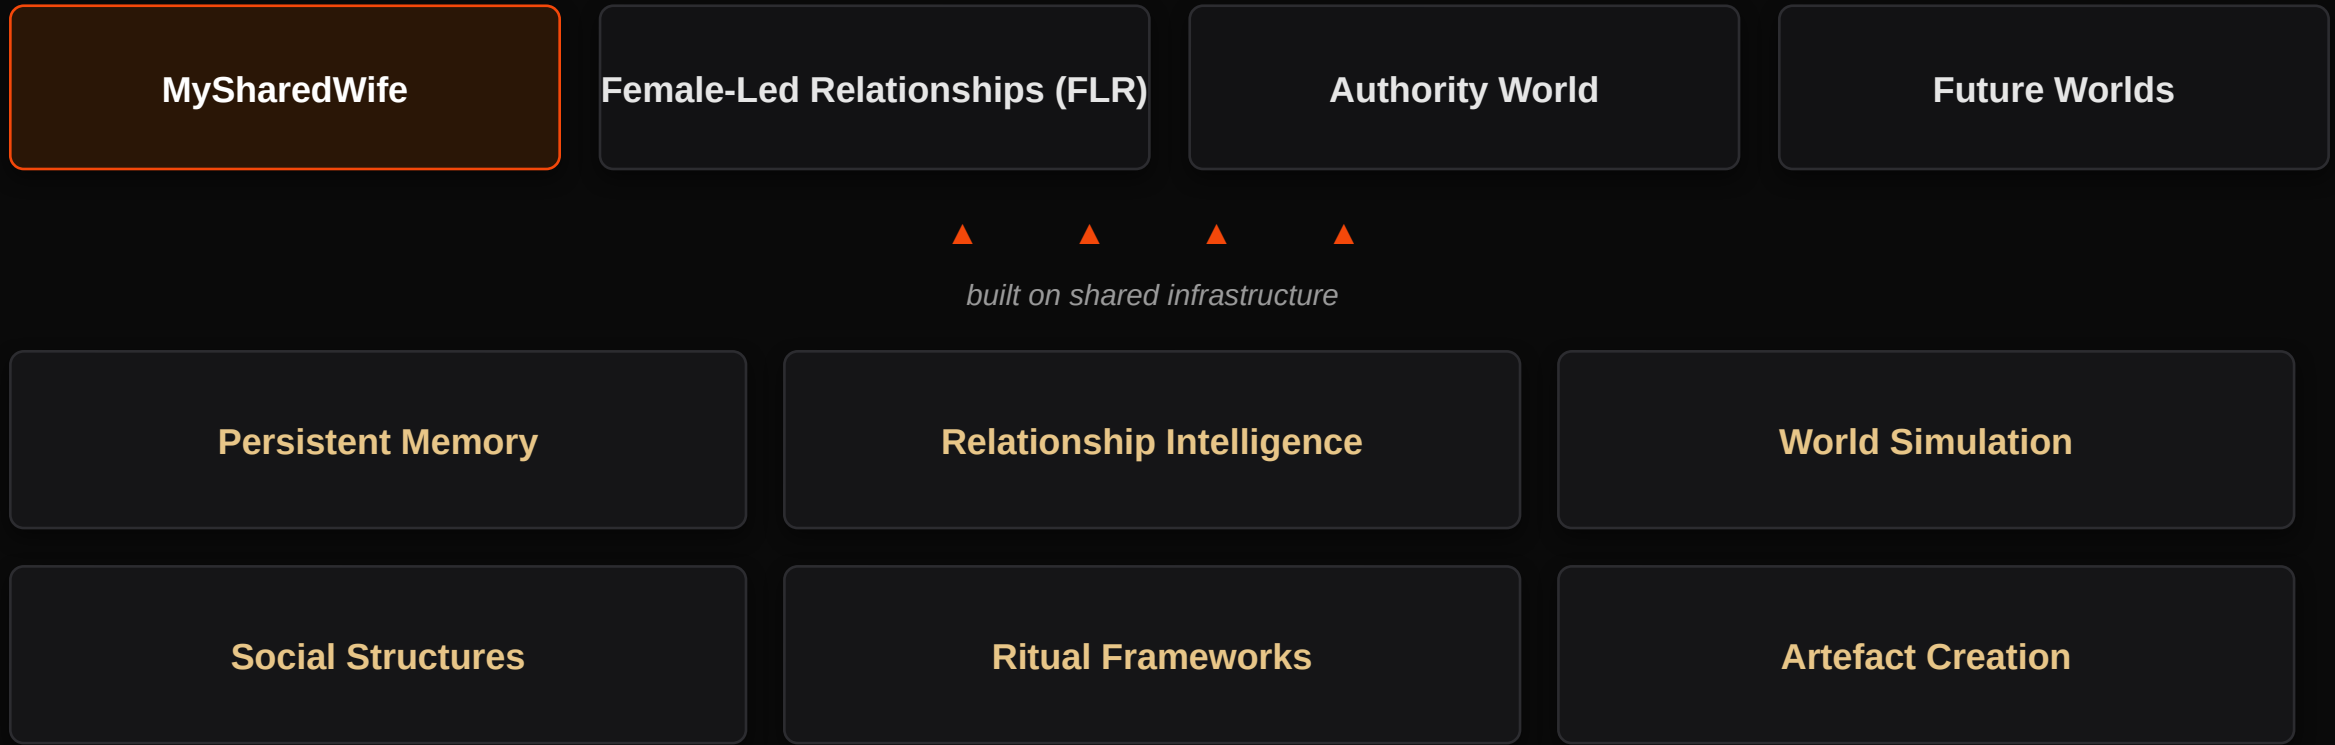 MySharedWife
Female-Led Relationships (FLR)
Authority World
Future Worlds
▲ ▲ ▲ ▲
built on shared infrastructure
Persistent Memory
Relationship Intelligence
World Simulation
Social Structures
Ritual Frameworks
Artefact Creation